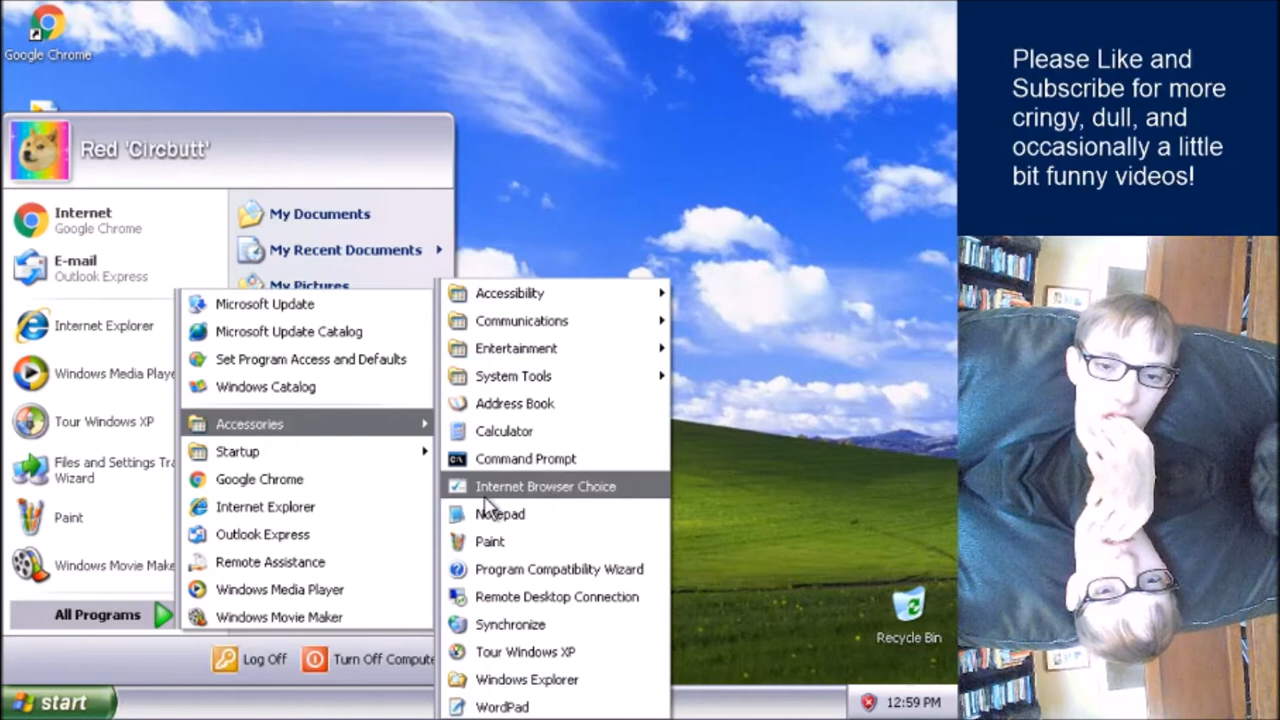 Google Chrome
Red 'Circbutt'
Internet
Google Chrome
E-mail
Outlook Express
Internet Explorer
Windows Media Playe
Tour Windows XP
Files and Settings Tra
Wizard
Paint
Windows Movie Make
All Programs
My Documents
My Recent Documents
My Pictures
Microsoft Update
Microsoft Update Catalog
Set Program Access and Defaults
Windows Catalog
Accessories
Startup
Google Chrome
Internet Explorer
Outlook Express
Remote Assistance
Windows Media Player
Windows Movie Maker
Accessibility
Communications
Entertainment
System Tools
Address Book
Calculator
Command Prompt
Internet Browser Choice
Notepad
Paint
Program Compatibility Wizard
Remote Desktop Connection
Synchronize
Tour Windows XP
Windows Explorer
WordPad
Log Off
Turn Off Compute
start
Recycle Bin
12:59 PM
Please Like and
Subscribe for more
cringy, dull, and
occasionally a little
bit funny videos!